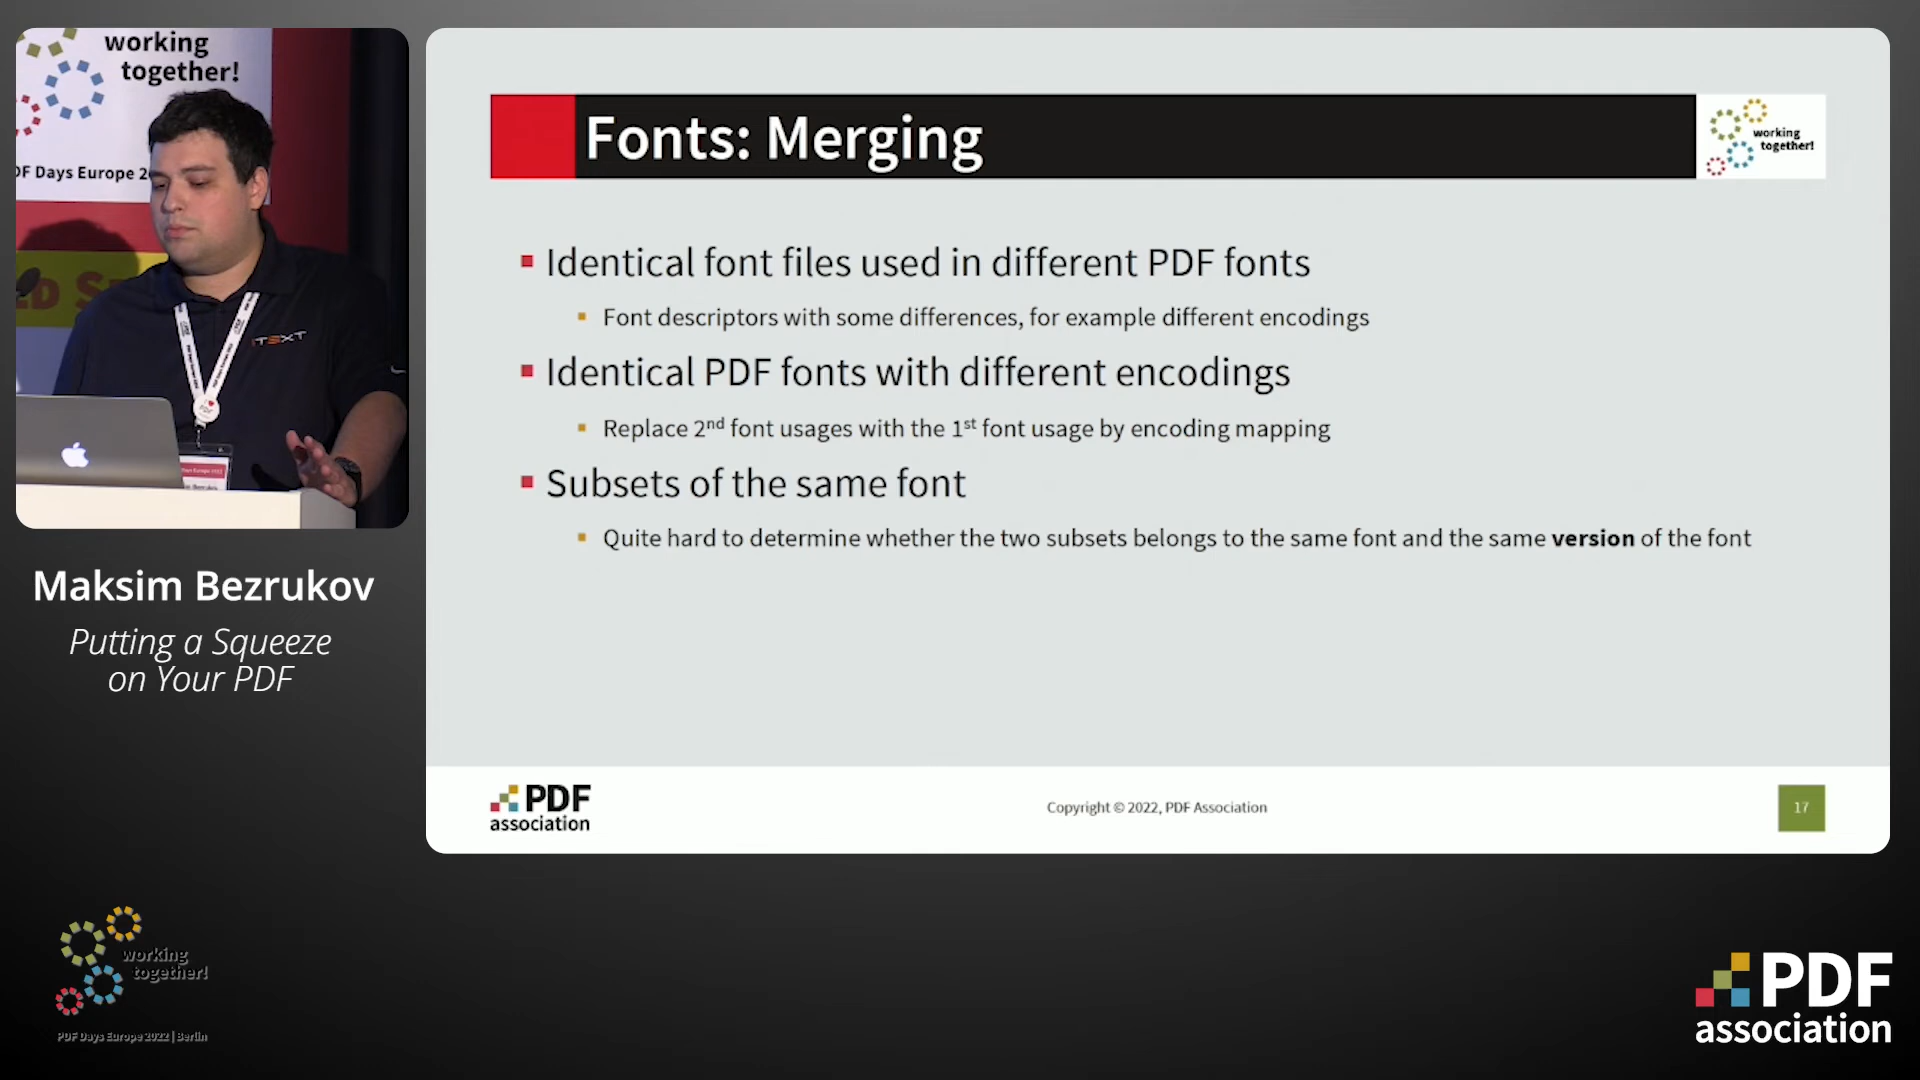 working
together!
PDF Days Europe 2022
iTEXT
Maksim Bezrukov
Putting a Squeeze
on Your PDF
Fonts: Merging
working
together!
Identical font files used in different PDF fonts
Font descriptors with some differences, for example different encodings
Identical PDF fonts with different encodings
Replace 2nd font usages with the 1st font usage by encoding mapping
Subsets of the same font
Quite hard to determine whether the two subsets belongs to the same font and the same version of the font
PDF
association
Copyright © 2022, PDF Association
17
working
together!
PDF Days Europe 2022 | Berlin
PDF
association